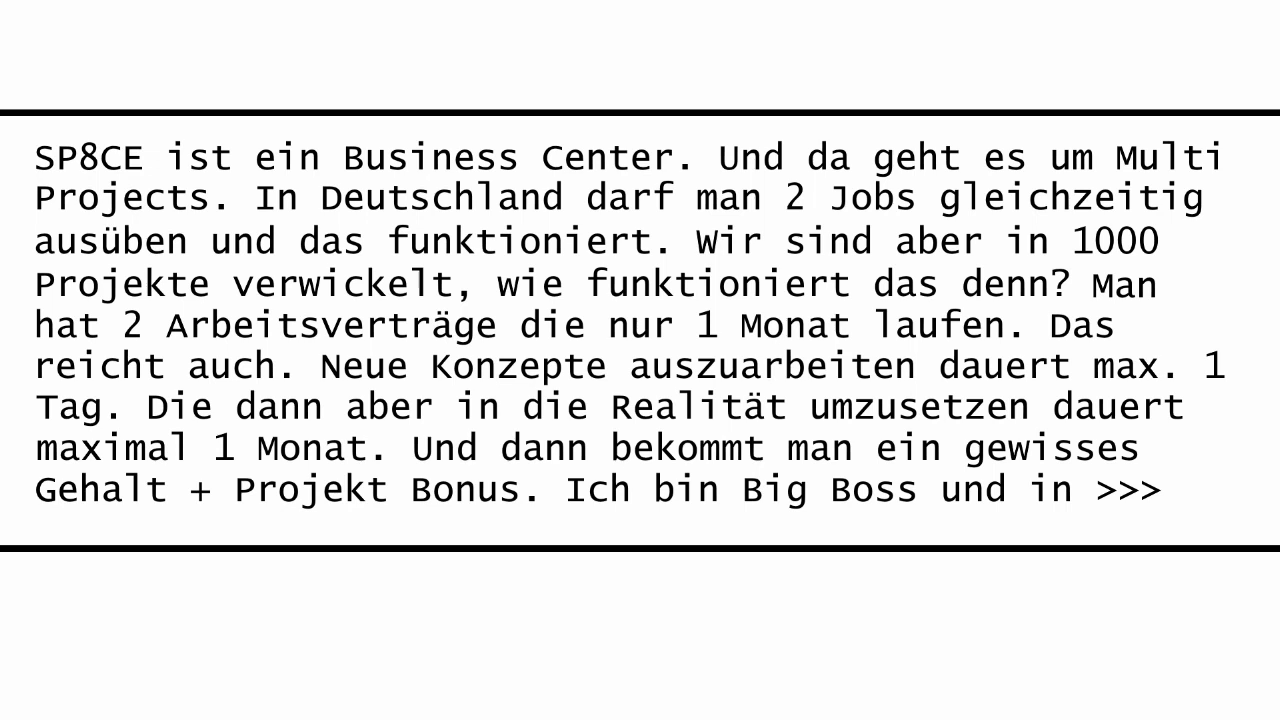 SP8CE ist ein Business Center. Und da geht es um Multi
Projects. In Deutschland darf man 2 Jobs gleichzeitig
ausüben und das funktioniert. Wir sind aber in 1000
Projekte verwickelt, wie funktioniert das denn? Man
hat 2 Arbeitsverträge die nur 1 Monat laufen. Das
reicht auch. Neue Konzepte auszuarbeiten dauert max. 1
Tag. Die dann aber in die Realität umzusetzen dauert
maximal 1 Monat. Und dann bekommt man ein gewisses
Gehalt + Projekt Bonus. Ich bin Big Boss und in >>>